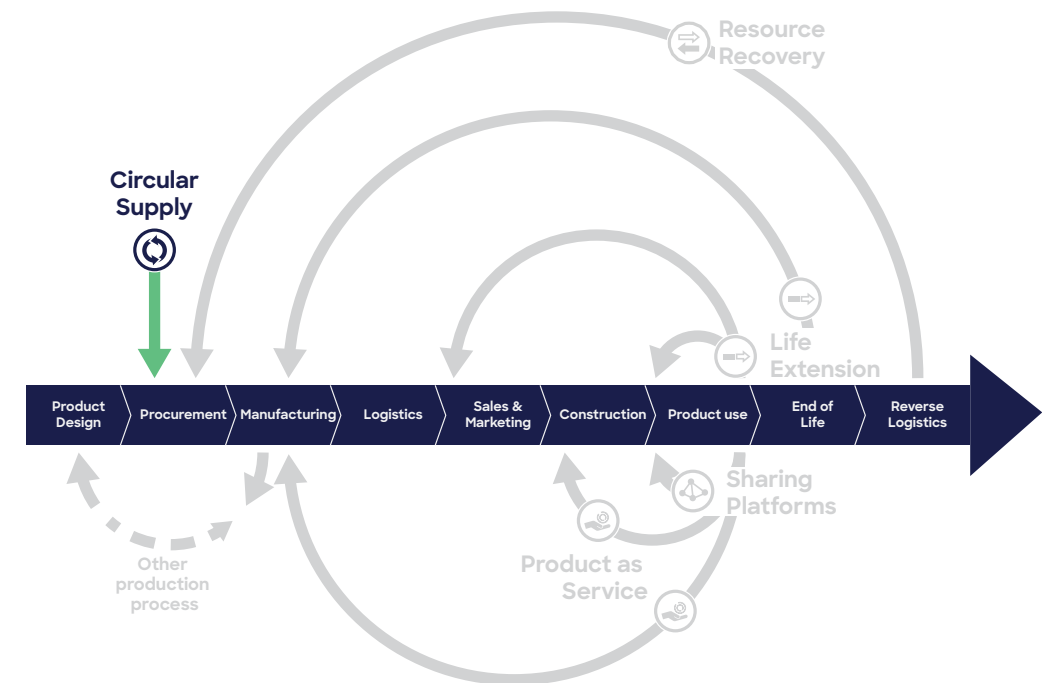 Resource
Recovery
Circular
Supply
Life
Extension
Product
Design
Procurement
Manufacturing
Logistics
Sales &
Marketing
Construction
Product use
End of
Life
Reverse
Logistics
Sharing
Platforms
Other
production
process
Product as
Service